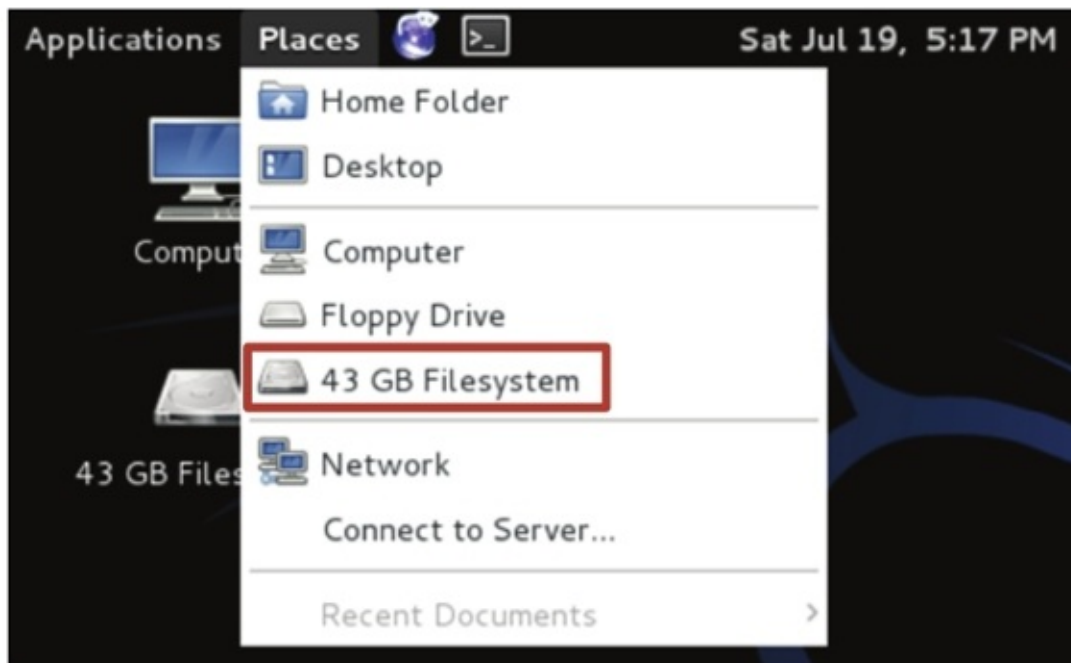 Applications Places Sat Jul 19, 5:17 PM
Home Folder
Desktop
Comput
Computer
Floppy Drive
43 GB Filesystem
43 GB Files
Network
Connect to Server...
Recent Documents